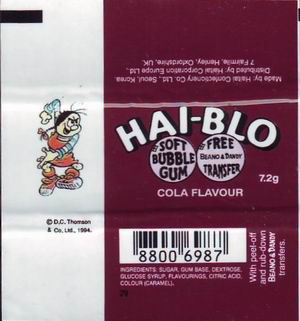 Made by: Haitai Confectionery Co., Ltd., Seoul, Korea.
Distributed by: Haitai Corporation Europe Ltd.,
7 Fairmile, Henley, Oxfordshire, UK.
HAI-BLO
SOFT BUBBLE GUM
FREE BEANO & DANDY TRANSFER
7.2g
COLA FLAVOUR
© D.C. Thomson
& Co. Ltd., 1994.
8800 6987
With peel-off
and rub-down
BEANO & DANDY
transfers.
INGREDIENTS: SUGAR, GUM BASE, DEXTROSE,
GLUCOSE SYRUP, FLAVOURINGS, CITRIC ACID,
COLOUR (CARAMEL).